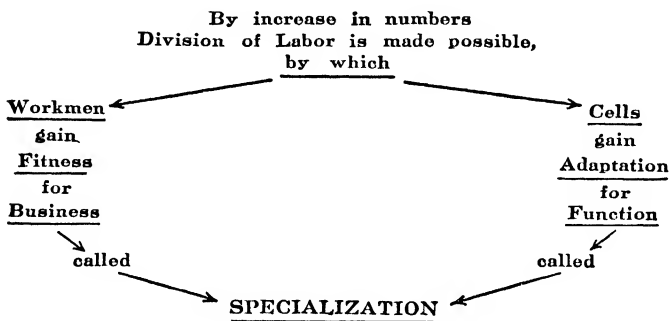 By increase in numbers
Division of Labor is made possible,
by which
Workmen
gain
Fitness
for
Business
called
Cells
gain
Adaptation
for
Function
called
SPECIALIZATION